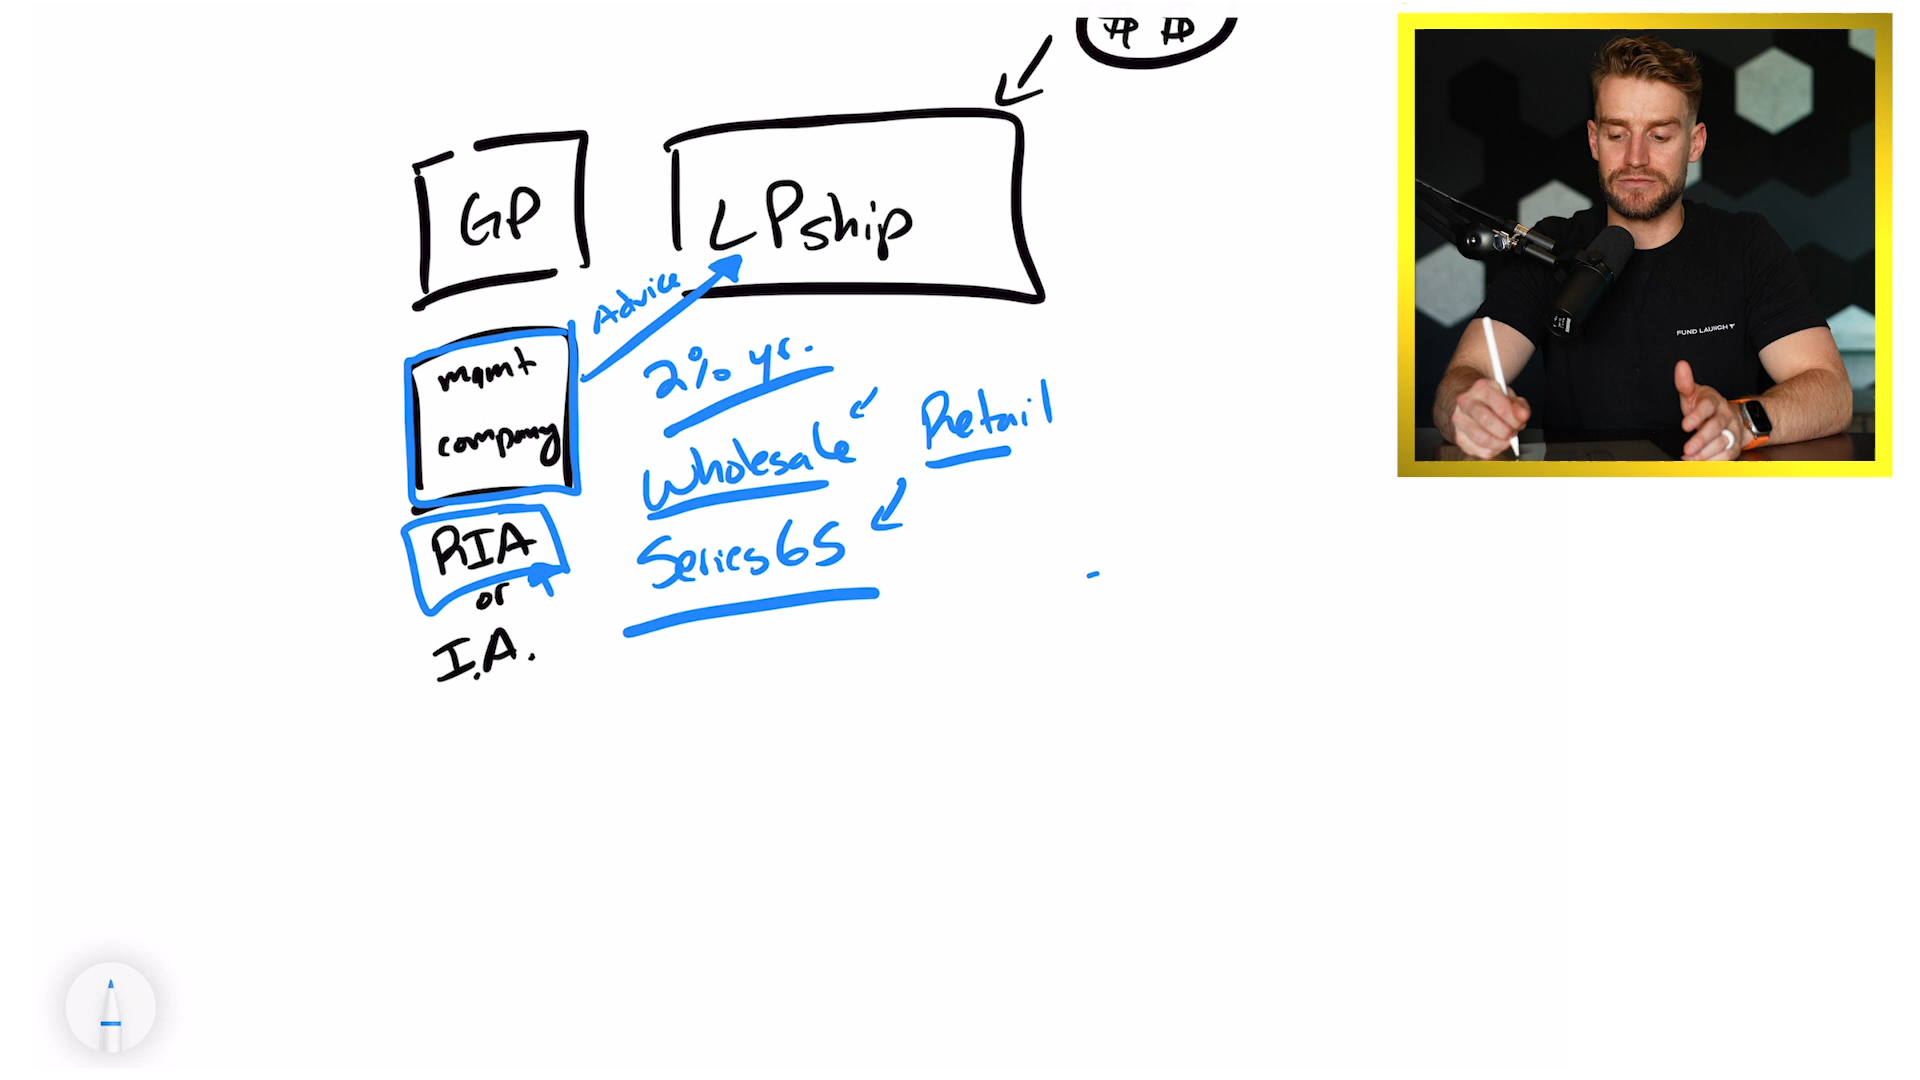 $ $
GP
LPship
Advice
mgmt
company
2% yr.
Wholesale
Retail
RIA
or
I.A.
Series 65
FUND LAUNCH